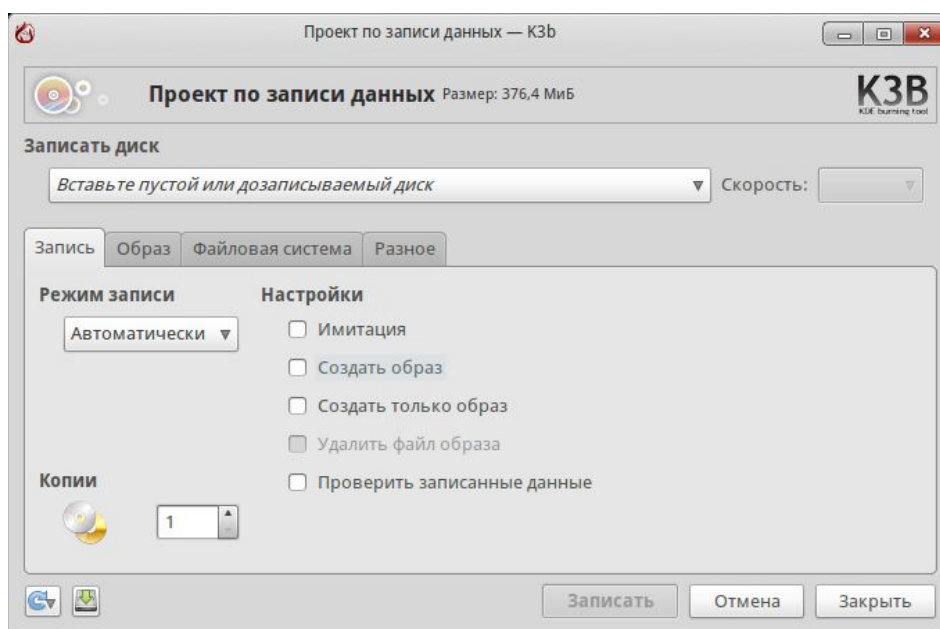 Проект по записи данных — K3b
Проект по записи данных Размер: 376,4 МиБ
K3B
KDE burning tool
Записать диск
Вставьте пустой или дозаписываемый диск Скорость:
Запись Образ Файловая система Разное
Режим записи Настройки
Автоматически Имитация
Создать образ
Создать только образ
Удалить файл образа
Копии Проверить записанные данные
1
Записать Отмена Закрыть